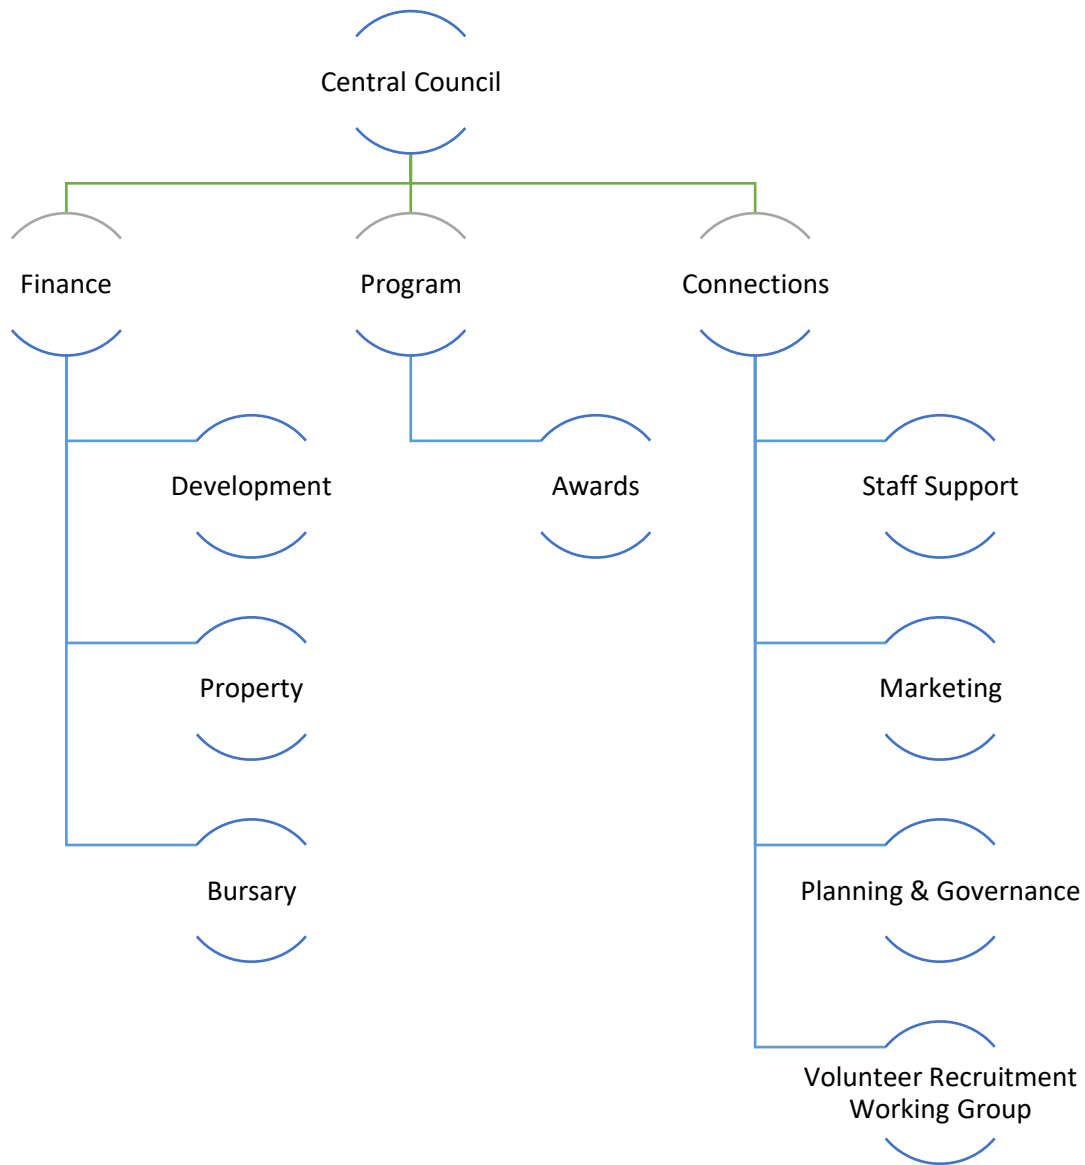 Central Council
Finance
Program
Connections
Development
Awards
Staff Support
Property
Marketing
Bursary
Planning & Governance
Volunteer Recruitment
Working Group